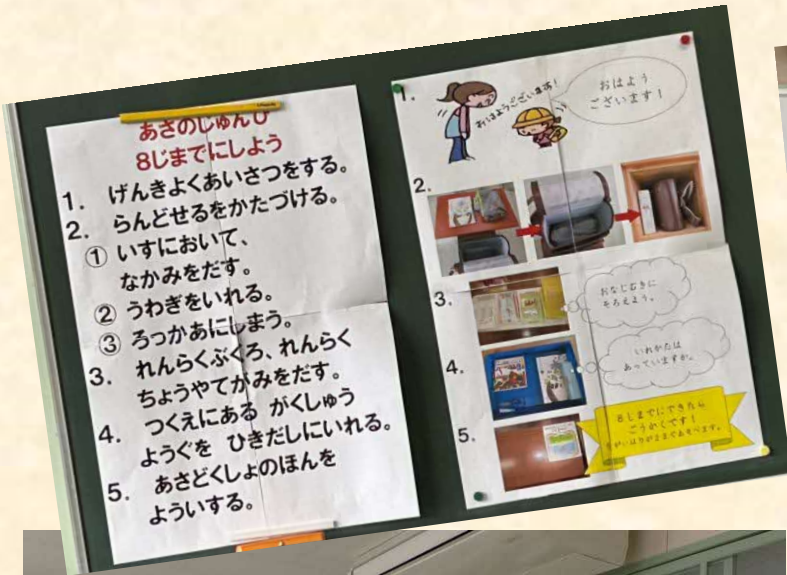 あさのじゅんび
8じまでにしよう
1. げんきよくあいさつをする。
2. らんどせるをかたづける。
① いすにおいて、
なかみをだす。
② うわぎをいれる。
③ ろっかあにしまう。
3. れんらくぶくろ、れんらく
ちょうやてがみをだす。
4. つくえにある がくしゅう
ようぐを ひきだしにいれる。
5. あさどくしょのほんを
よういする。
1.
おはようございます!
おはよう
ございます!
2.
3.
おなじむきに
そろえよう。
4.
いれかたは
あっていますか。
5.
8じまでにできたら
ごうかくです!